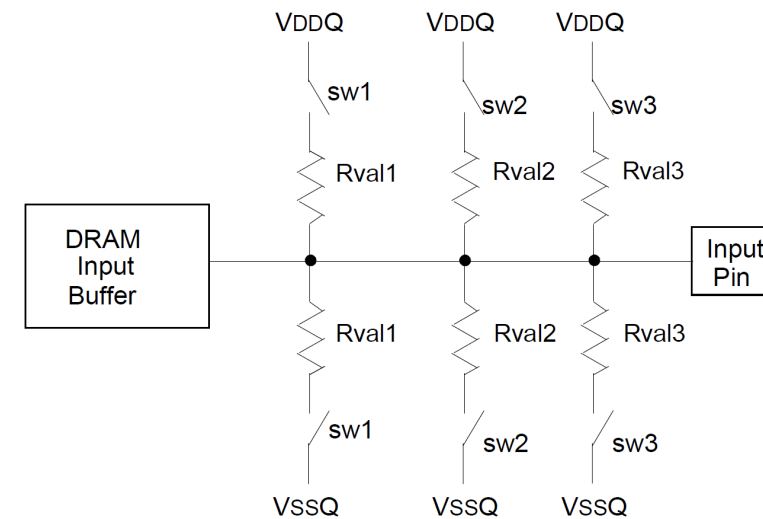 VDDQ VDDQ VDDQ
sw1 sw2 sw3
Rval1 Rval2 Rval3
DRAM
Input
Buffer
Input
Pin
Rval1 Rval2 Rval3
sw1 sw2 sw3
VSSQ VSSQ VSSQ